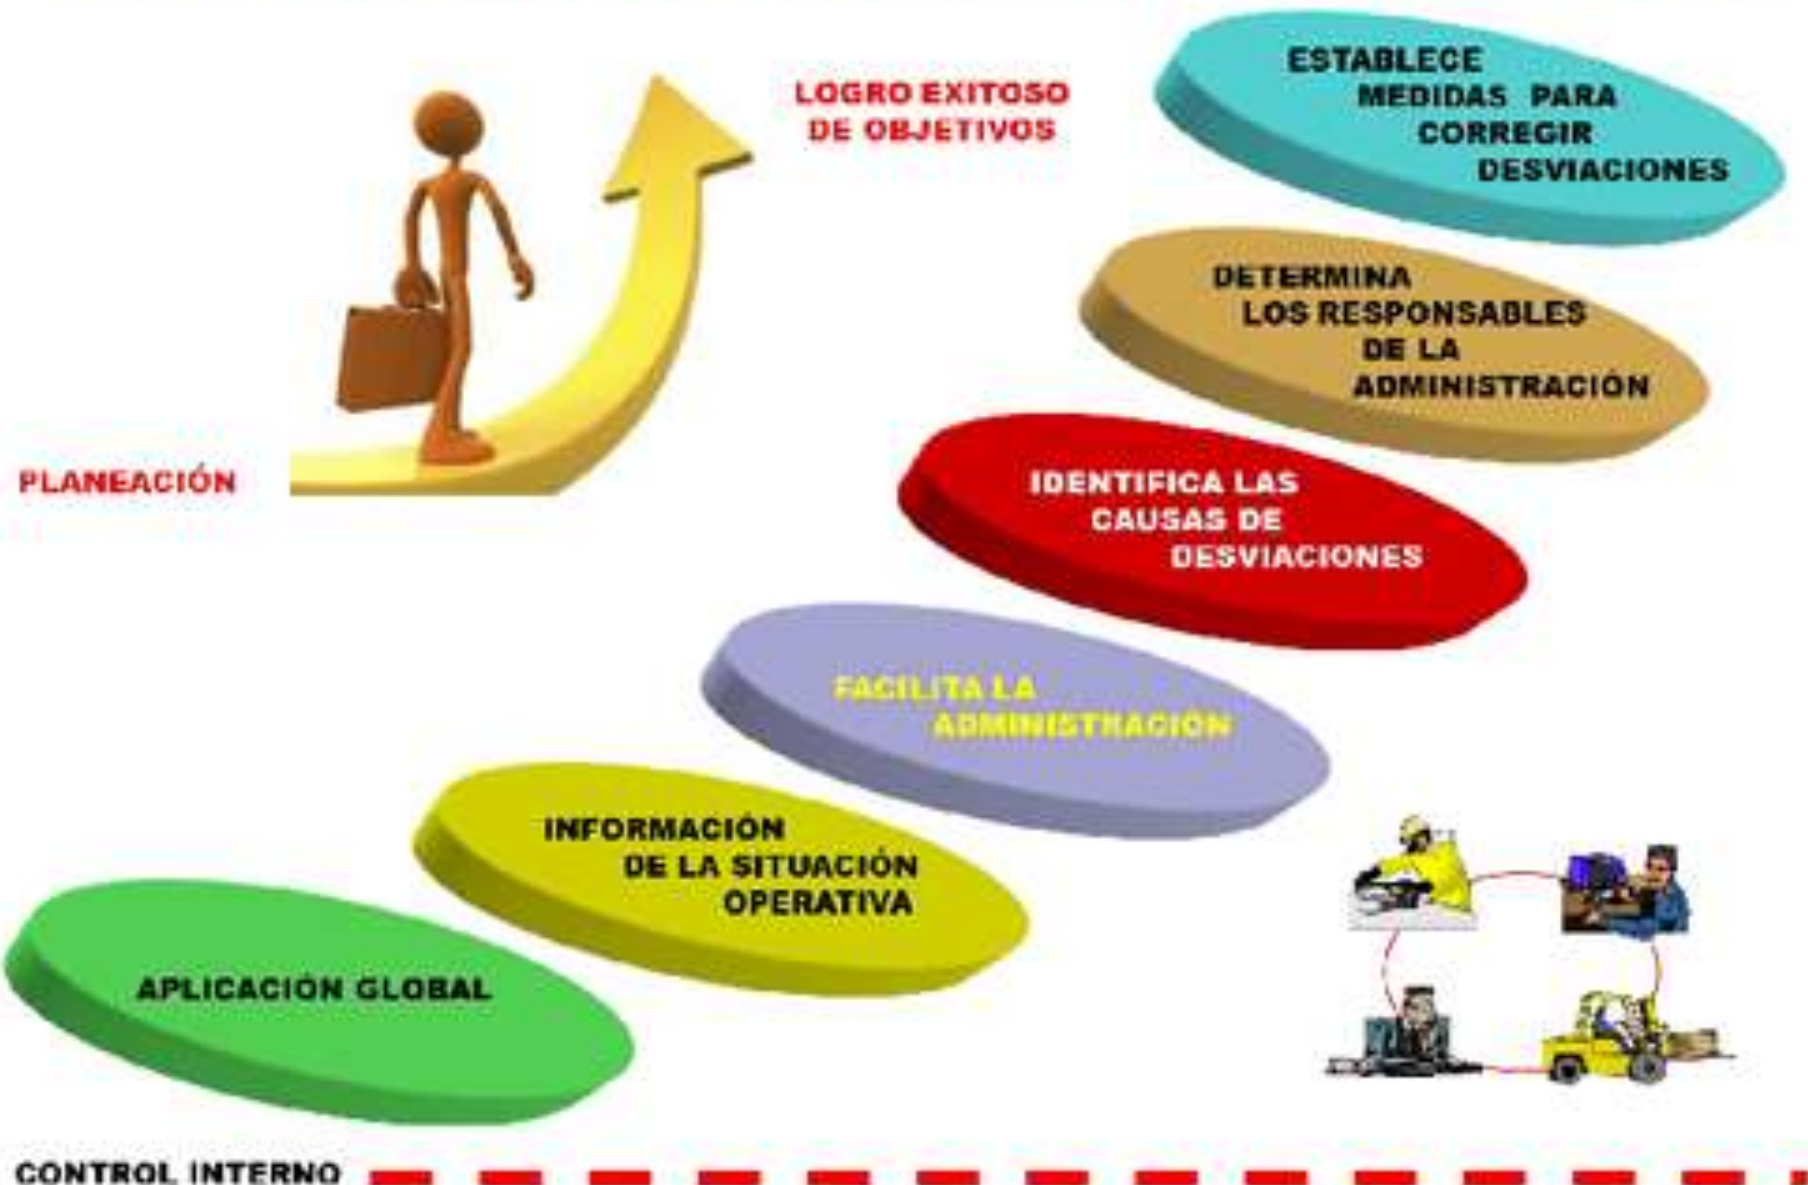 LOGRO EXITOSO
DE OBJETIVOS
PLANEACIÓN
ESTABLECE
MEDIDAS PARA
CORREGIR
DESVIACIONES
DETERMINA
LOS RESPONSABLES
DE LA
ADMINISTRACIÓN
IDENTIFICA LAS
CAUSAS DE
DESVIACIONES
FACILITA LA
ADMINISTRACIÓN
INFORMACIÓN
DE LA SITUACIÓN
OPERATIVA
APLICACIÓN GLOBAL
CONTROL INTERNO